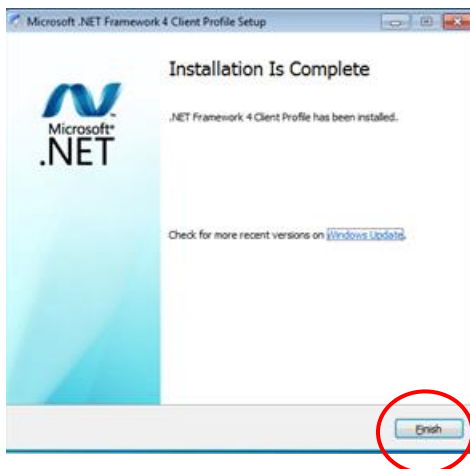 Microsoft .NET Framework 4 Client Profile Setup
Installation Is Complete
Microsoft®
.NET
.NET Framework 4 Client Profile has been installed.
Check for more recent versions on Windows Update.
Finish